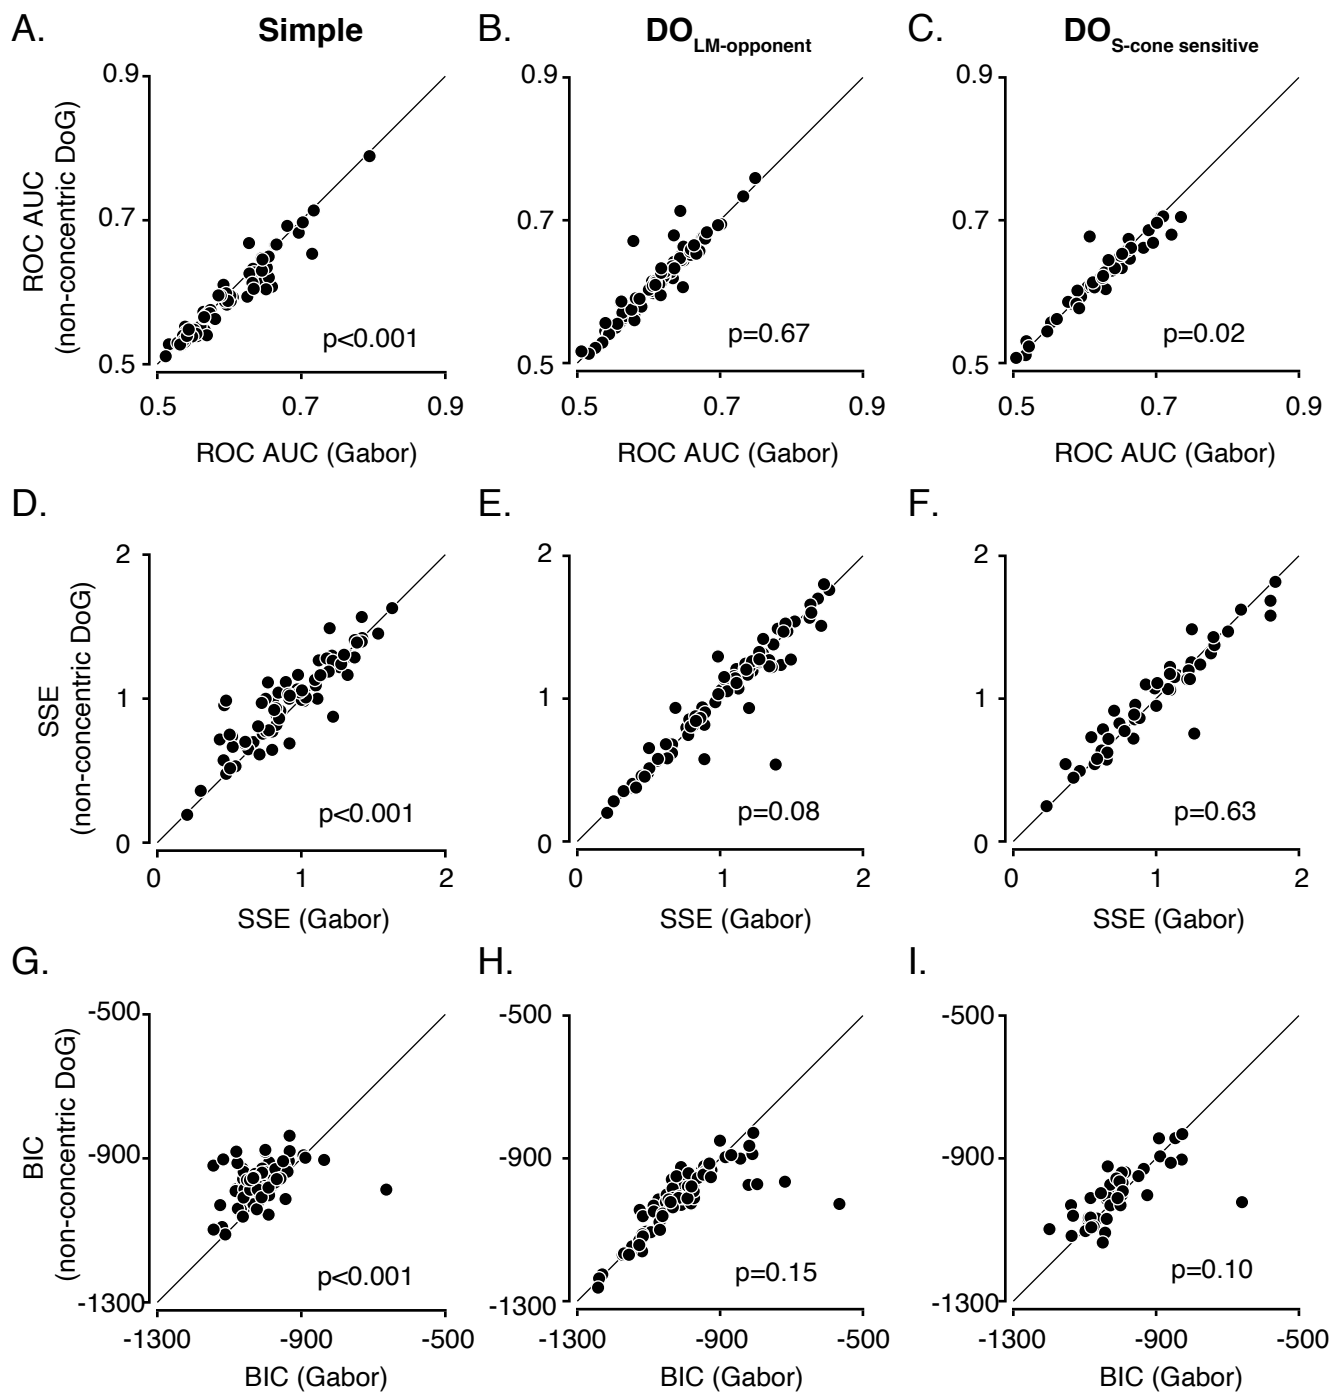 A.
Simple
B.
DO LM-opponent
C.
DO S-cone sensitive
ROC AUC
(non-concentric DoG)
0.9
0.7
0.5
p<0.001
0.5 0.7 0.9
ROC AUC (Gabor)
0.9
0.7
0.5
p=0.67
0.5 0.7 0.9
ROC AUC (Gabor)
0.9
0.7
0.5
p=0.02
0.5 0.7 0.9
ROC AUC (Gabor)
D.
E.
F.
SSE
(non-concentric DoG)
2
1
0
p<0.001
0 1 2
SSE (Gabor)
2
1
0
p=0.08
0 1 2
SSE (Gabor)
2
1
0
p=0.63
0 1 2
SSE (Gabor)
G.
H.
I.
BIC
(non-concentric DoG)
-500
-900
-1300
p<0.001
-1300 -900 -500
BIC (Gabor)
-500
-900
-1300
p=0.15
-1300 -900 -500
BIC (Gabor)
-500
-900
-1300
p=0.10
-1300 -900 -500
BIC (Gabor)